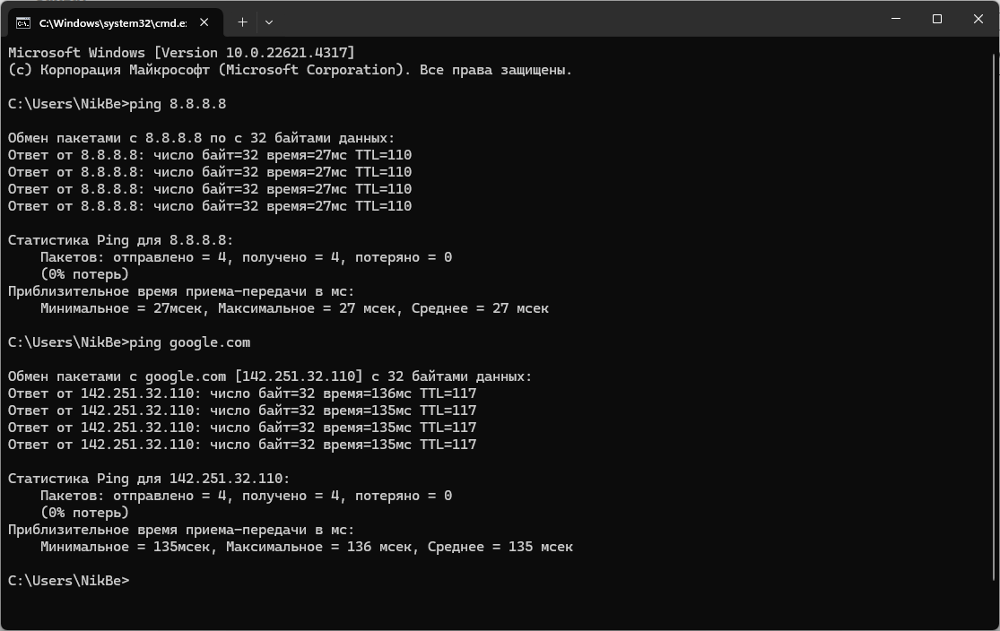 C:\Windows\system32\cmd.e:
Microsoft Windows [Version 10.0.22621.4317]
(c) Корпорация Майкрософт (Microsoft Corporation). Все права защищены.
C:\Users\NikBe>ping 8.8.8.8
Обмен пакетами с 8.8.8.8 по с 32 байтами данных:
Ответ от 8.8.8.8: число байт=32 время=27мс TTL=110
Ответ от 8.8.8.8: число байт=32 время=27мс TTL=110
Ответ от 8.8.8.8: число байт=32 время=27мс TTL=110
Ответ от 8.8.8.8: число байт=32 время=27мс TTL=110
Статистика Ping для 8.8.8.8:
    Пакетов: отправлено = 4, получено = 4, потеряно = 0
    (0% потерь)
Приблизительное время приема-передачи в мс:
    Минимальное = 27мсек, Максимальное = 27 мсек, Среднее = 27 мсек
C:\Users\NikBe>ping google.com
Обмен пакетами с google.com [142.251.32.110] с 32 байтами данных:
Ответ от 142.251.32.110: число байт=32 время=136мс TTL=117
Ответ от 142.251.32.110: число байт=32 время=135мс TTL=117
Ответ от 142.251.32.110: число байт=32 время=135мс TTL=117
Ответ от 142.251.32.110: число байт=32 время=135мс TTL=117
Статистика Ping для 142.251.32.110:
    Пакетов: отправлено = 4, получено = 4, потеряно = 0
    (0% потерь)
Приблизительное время приема-передачи в мс:
    Минимальное = 135мсек, Максимальное = 136 мсек, Среднее = 135 мсек
C:\Users\NikBe>